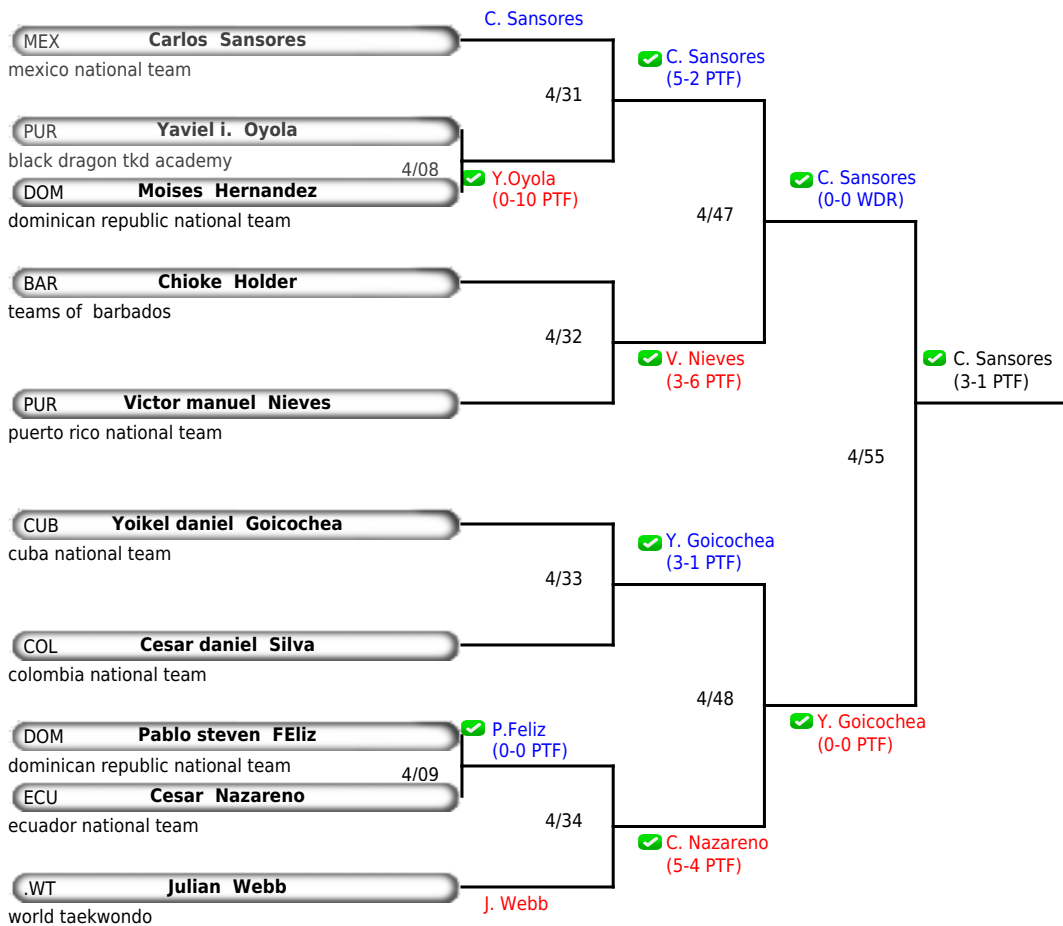 C. Sansores
MEX Carlos Sansores
mexico national team
C. Sansores
(5-2 PTF)
4/31
PUR Yaviel i. Oyola
black dragon tkd academy
4/08
Y.Oyola
(0-10 PTF)
DOM Moises Hernandez
dominican republic national team
C. Sansores
(0-0 WDR)
4/47
BAR Chioke Holder
teams of barbados
4/32
V. Nieves
(3-6 PTF)
C. Sansores
(3-1 PTF)
PUR Victor manuel Nieves
puerto rico national team
4/55
CUB Yoikel daniel Goicochea
cuba national team
Y. Goicochea
(3-1 PTF)
4/33
COL Cesar daniel Silva
colombia national team
4/48
Y. Goicochea
(0-0 PTF)
DOM Pablo steven FEliz
dominican republic national team
P.Feliz
(0-0 PTF)
4/09
ECU Cesar Nazareno
ecuador national team
4/34
C. Nazareno
(5-4 PTF)
.WT Julian Webb
world taekwondo
J. Webb